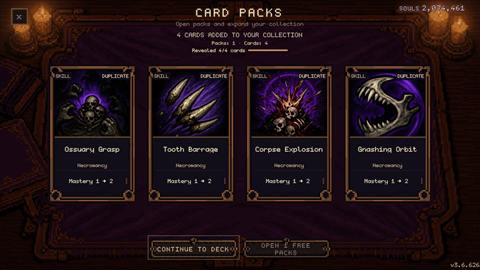 CARD PACKS
SOULS 2,074,461
Open packs and expand your collection
4 CARDS ADDED TO YOUR COLLECTION
Packs: 1 · Cards: 4
Revealed 4/4 cards
SKILL DUPLICATE
Ossuary Grasp
Necromancy
Mastery 1 → 2
SKILL DUPLICATE
Tooth Barrage
Necromancy
Mastery 1 → 2
SKILL DUPLICATE
Corpse Explosion
Necromancy
Mastery 1 → 2
SKILL DUPLICATE
Gnashing Orbit
Necromancy
Mastery 1 → 2
CONTINUE TO DECK
OPEN 1 FREE
PACKS
v3.6.626